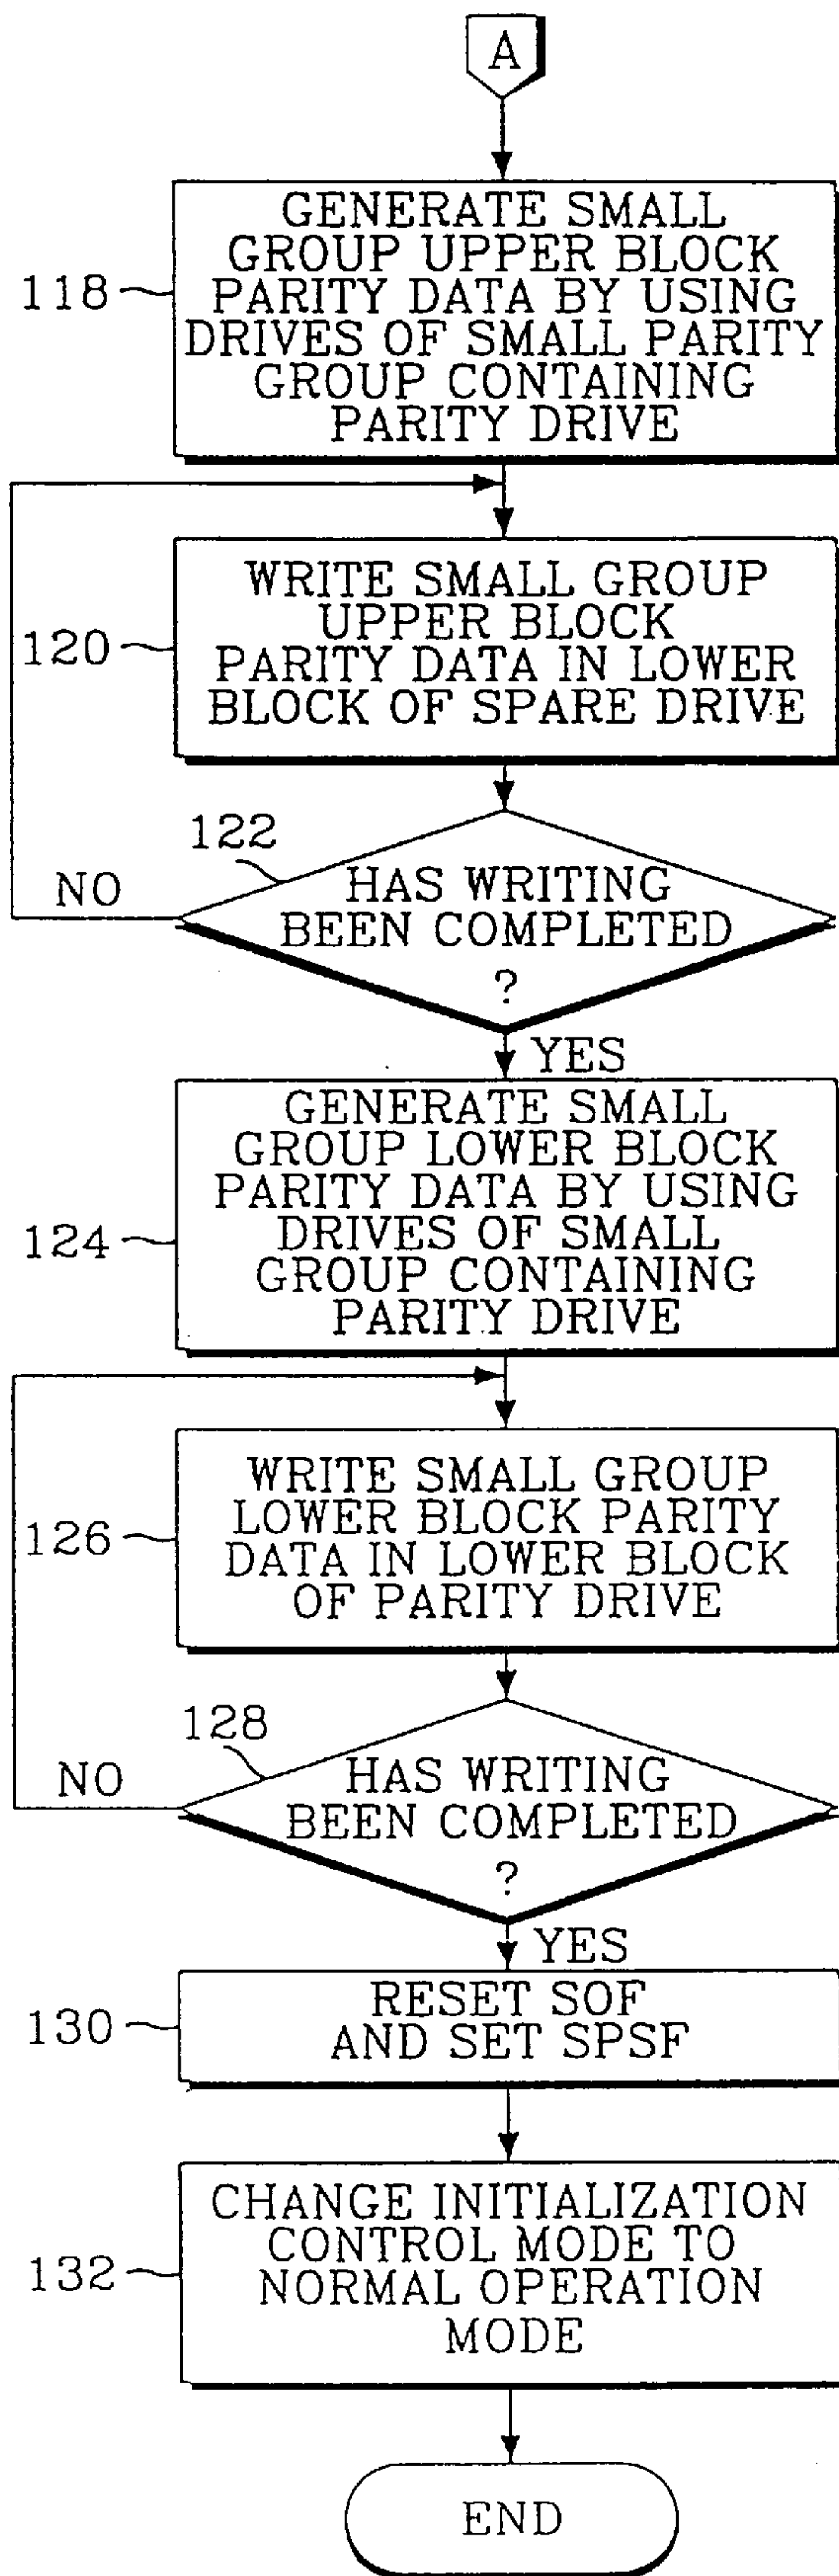 A
GENERATE SMALL
GROUP UPPER BLOCK
PARITY DATA BY USING
DRIVES OF SMALL PARITY
GROUP CONTAINING
PARITY DRIVE
118
WRITE SMALL GROUP
UPPER BLOCK
PARITY DATA IN LOWER
BLOCK OF SPARE DRIVE
120
122
NO
HAS WRITING
BEEN COMPLETED
?
YES
GENERATE SMALL
GROUP LOWER BLOCK
PARITY DATA BY USING
DRIVES OF SMALL
GROUP CONTAINING
PARITY DRIVE
124
WRITE SMALL GROUP
LOWER BLOCK PARITY
DATA IN LOWER BLOCK
OF PARITY DRIVE
126
128
NO
HAS WRITING
BEEN COMPLETED
?
YES
RESET SOF
AND SET SPSF
130
CHANGE INITIALIZATION
CONTROL MODE TO
NORMAL OPERATION
MODE
132
END